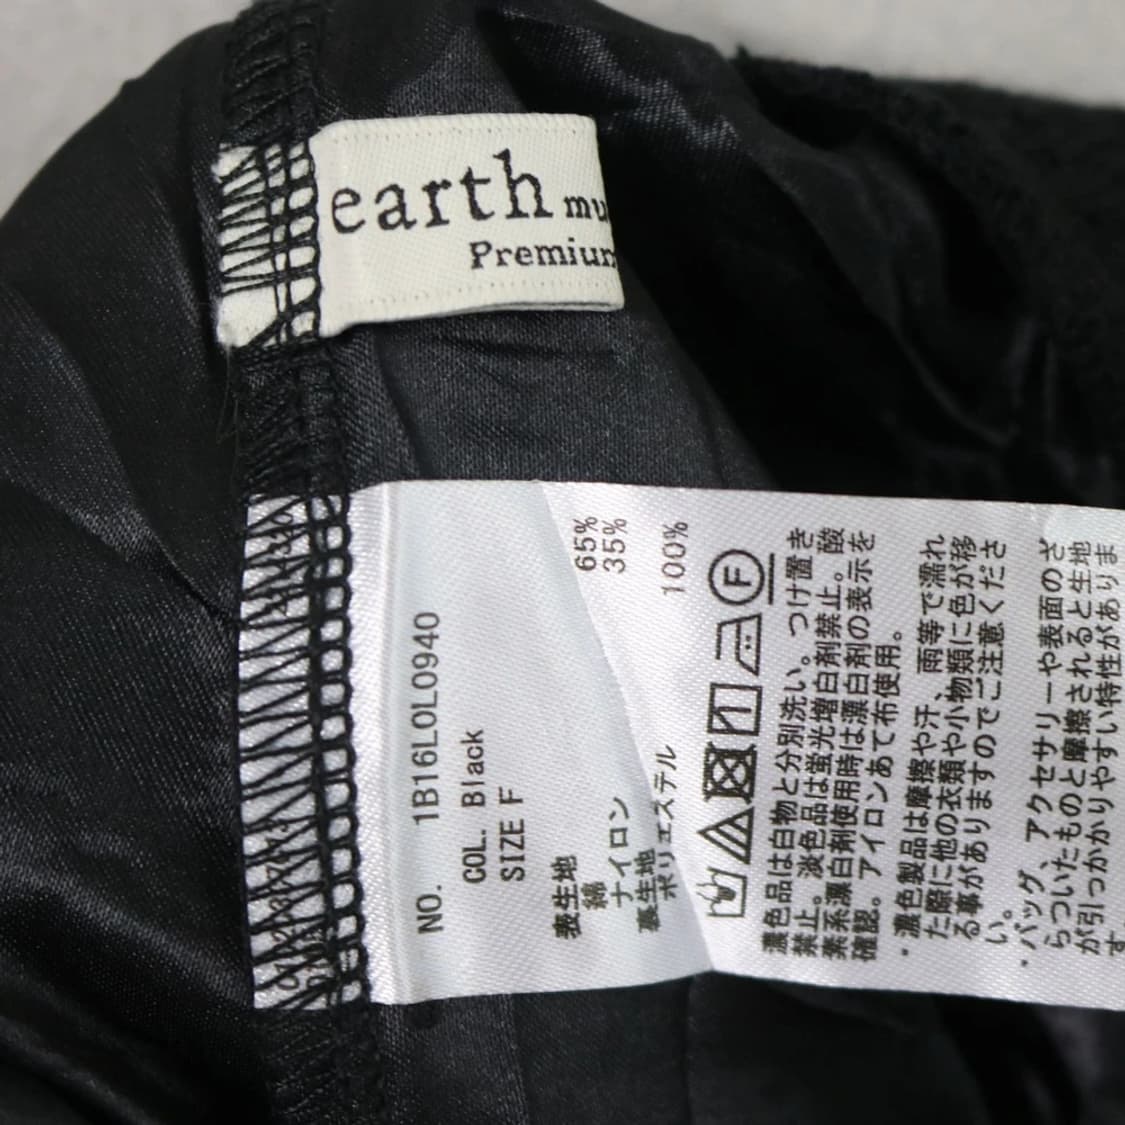 earth mu
Premium
NO. 1B16L0L0940
COL. Black
SIZE F
表生地
綿 65%
ナイロン 35%
裏生地
ポリエステル 100%
F
濃色品は白物と分別洗い。つけ置き
禁止。淡色品は蛍光増白剤禁止。酸
素系漂白剤使用時は漂白剤の表示を
確認。アイロンあて布使用。
・濃色製品は摩擦や汗、雨等で濡れ
た際に他の衣類や小物類に色が移
る事がありますのでご注意くださ
い。
・バッグ、アクセサリーや表面のざ
らついたものと摩擦されると生地
が引っかかりやすい特性がありま
す